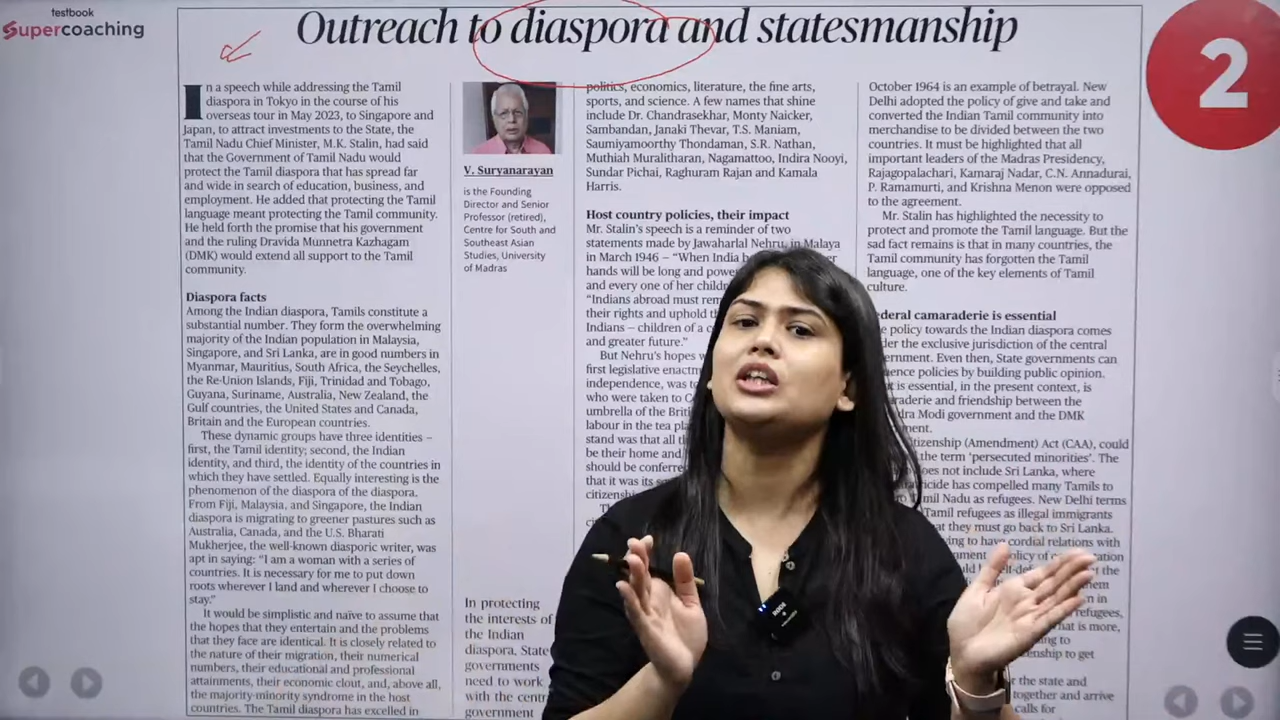 testbook
Supercoaching
Outreach to diaspora and statesmanship
2
In a speech while addressing the Tamil
diaspora in Tokyo in the course of his
overseas tour in May 2023, to Singapore and
Japan, to attract investments to the State, the
Tamil Nadu Chief Minister, M.K. Stalin, had said
that the Government of Tamil Nadu would
protect the Tamil diaspora that has spread far
and wide in search of education, business, and
employment. He added that protecting the Tamil
language meant protecting the Tamil community.
He held forth the promise that his government
and the ruling Dravida Munnetra Kazhagam
(DMK) would extend all support to the Tamil
community.
Diaspora facts
Among the Indian diaspora, Tamils constitute a
substantial number. They form the overwhelming
majority of the Indian population in Malaysia,
Singapore, and Sri Lanka, are in good numbers in
Myanmar, Mauritius, South Africa, the Seychelles,
the Re-Union Islands, Fiji, Trinidad and Tobago,
Guyana, Suriname, Australia, New Zealand, the
Gulf countries, the United States and Canada,
Britain and the European countries.
These dynamic groups have three identities –
first, the Tamil identity; second, the Indian
identity, and third, the identity of the countries in
which they have settled. Equally interesting is the
phenomenon of the diaspora of the diaspora.
From Fiji, Malaysia, and Singapore, the Indian
diaspora is migrating to greener pastures such as
Australia, Canada, and the U.S. Bharati
Mukherjee, the well-known diasporic writer, was
apt in saying: “I am a woman with a series of
countries. It is necessary for me to put down
roots wherever I land and wherever I choose to
stay.”
It would be simplistic and naïve to assume that
the hopes that they entertain and the problems
that they face are identical. It is closely related to
the nature of their migration, their numerical
numbers, their educational and professional
attainments, their economic clout, and, above all,
the majority-minority syndrome in the host
countries. The Tamil diaspora has excelled in
V. Suryanarayan
is the Founding
Director and Senior
Professor (retired),
Centre for South and
Southeast Asian
Studies, University
of Madras
In protecting
the interests of
the Indian
diaspora, State
governments
need to work
with the centr
government
politics, economics, literature, the fine arts,
sports, and science. A few names that shine
include Dr. Chandrasekhar, Monty Naicker,
Sambandan, Janaki Thevar, T.S. Maniam,
Saumiyamoorthy Thondaman, S.R. Nathan,
Muthiah Muralitharan, Nagamattoo, Indira Nooyi,
Sundar Pichai, Raghuram Rajan and Kamala
Harris.
Host country policies, their impact
Mr. Stalin’s speech is a reminder of two
statements made by Jawaharlal Nehru, in Malaya
in March 1946 – “When India
hands will be long and
and every one of her
“Indians abroad must
their rights and uphold
Indians – children of a
and greater future.”
But Nehru’s hopes
first legislative
independence, was
who were taken to
umbrella of the
labour in the tea
stand was that all
be their home and
should be
that it was its
October 1964 is an example of betrayal. New
Delhi adopted the policy of give and take and
converted the Indian Tamil community into
merchandise to be divided between the two
countries. It must be highlighted that all
important leaders of the Madras Presidency,
Rajagopalachari, Kamaraj Nadar, C.N. Annadurai,
P. Ramamurti, and Krishna Menon were opposed
to the agreement.
Mr. Stalin has highlighted the necessity to
protect and promote the Tamil language. But the
sad fact remains is that in many countries, the
Tamil community has forgotten the Tamil
language, one of the key elements of Tamil
culture.
camaraderie is essential
policy towards the Indian diaspora comes
the exclusive jurisdiction of the central
Even then, State governments can
policies by building public opinion.
is essential, in the present context, is
and friendship between the
Modi government and the DMK
(Amendment) Act (CAA), could
the term ‘persecuted minorities’. The
not include Sri Lanka, where
has compelled many Tamils to
Nadu as refugees. New Delhi terms
Tamil refugees as illegal immigrants
they must go back to Sri Lanka.
to have cordial relations with
the
in
refugees,
is more,
to
to get
the state and
together and arrive
calls for